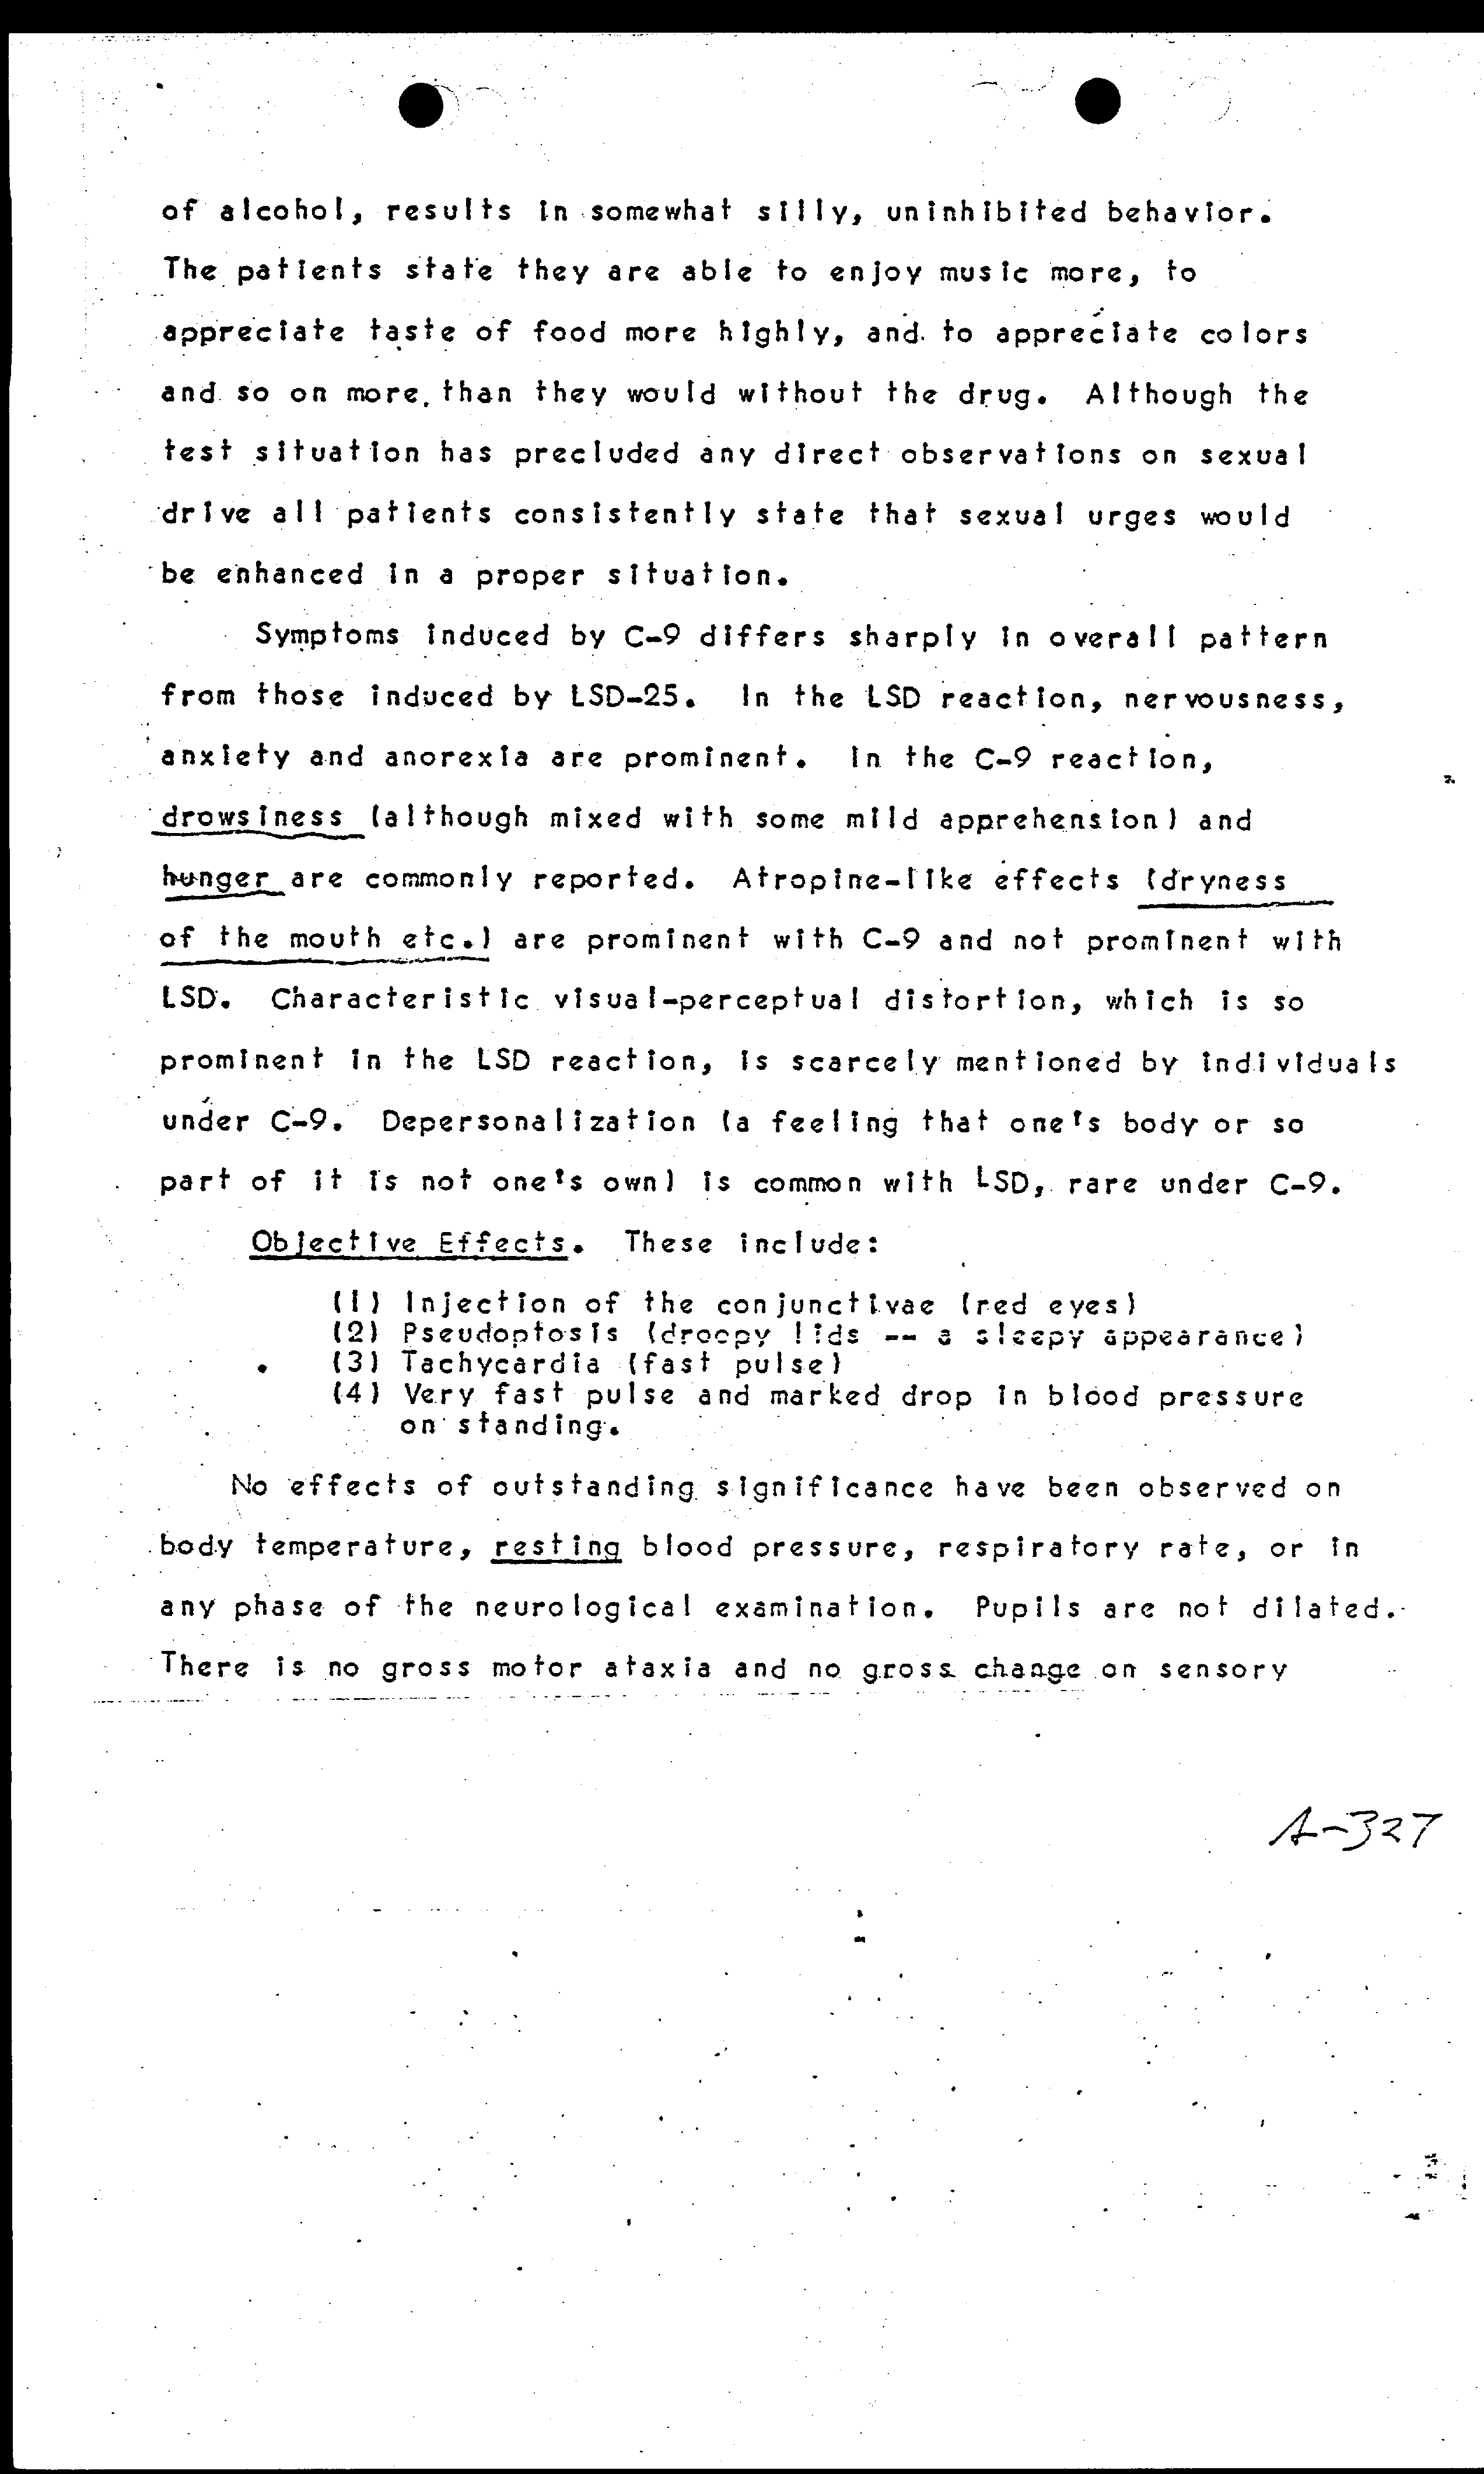 of alcohol, results in somewhat silly, uninhibited behavior.
The patients state they are able to enjoy music more, to
appreciate taste of food more highly, and to appreciate colors
and so on more than they would without the drug. Although the
test situation has precluded any direct observations on sexual
drive all patients consistently state that sexual urges would
be enhanced in a proper situation.
Symptoms induced by C-9 differs sharply in overall pattern
from those induced by LSD-25. In the LSD reaction, nervousness,
anxiety and anorexia are prominent. In the C-9 reaction,
drowsiness (although mixed with some mild apprehension) and
hunger are commonly reported. Atropine-like effects (dryness
of the mouth etc.) are prominent with C-9 and not prominent with
LSD. Characteristic visual-perceptual distortion, which is so
prominent in the LSD reaction, is scarcely mentioned by individuals
under C-9. Depersonalization (a feeling that one's body or so
part of it is not one's own) is common with LSD, rare under C-9.
Objective Effects. These include:
(1) Injection of the conjunctivae (red eyes)
(2) Pseudoptosis (droopy lids -- a sleepy appearance)
(3) Tachycardia (fast pulse)
(4) Very fast pulse and marked drop in blood pressure
on standing.
No effects of outstanding significance have been observed on
body temperature, resting blood pressure, respiratory rate, or in
any phase of the neurological examination. Pupils are not dilated.
There is no gross motor ataxia and no gross change on sensory
A-327